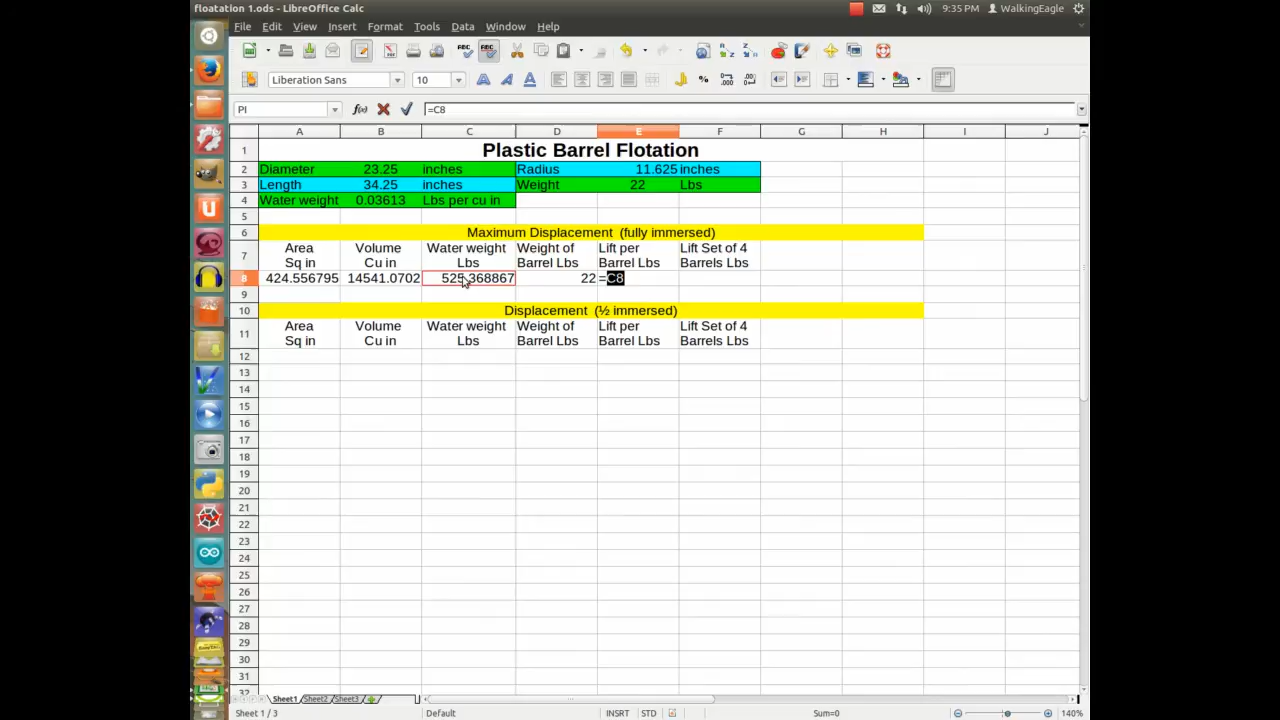 floatation 1.ods - LibreOffice Calc
9:35 PM WalkingEagle
File Edit View Insert Format Tools Data Window Help
Liberation Sans 10
PI =C8
A B C D E F G H I J
1 Plastic Barrel Flotation
2 Diameter 23.25 inches Radius 11.625 inches
3 Length 34.25 inches Weight 22 Lbs
4 Water weight 0.03613 Lbs per cu in
5
6 Maximum Displacement (fully immersed)
7 Area Volume Water weight Weight of Lift per Lift Set of 4
Sq in Cu in Lbs Barrel Lbs Barrel Lbs Barrels Lbs
8 424.556795 14541.0702 525.368867 22 =C8
9
10 Displacement (½ immersed)
11 Area Volume Water weight Weight of Lift per Lift Set of 4
Sq in Cu in Lbs Barrel Lbs Barrel Lbs Barrels Lbs
12
13
14
15
16
17
18
19
20
21
22
23
24
25
26
27
28
29
30
31
32
Sheet1 Sheet2 Sheet3
Sheet 1 / 3 Default INSRT STD Sum=0 140%